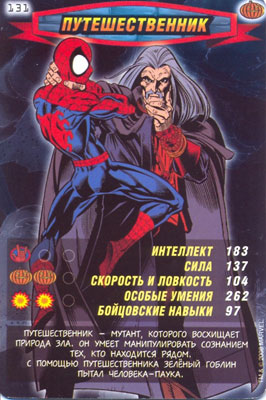 131
ПУТЕШЕСТВЕННИК
ИНТЕЛЛЕКТ 183
СИЛА 137
СКОРОСТЬ И ЛОВКОСТЬ 104
ОСОБЫЕ УМЕНИЯ 262
БОЙЦОВСКИЕ НАВЫКИ 97
ПУТЕШЕСТВЕННИК – МУТАНТ, КОТОРОГО ВОСХИЩАЕТ
ПРИРОДА ЗЛА. ОН УМЕЕТ МАНИПУЛИРОВАТЬ СОЗНАНИЕМ
ТЕХ, КТО НАХОДИТСЯ РЯДОМ.
С ПОМОЩЬЮ ПУТЕШЕСТВЕННИКА ЗЕЛЁНЫЙ ГОБЛИН
ПЫТАЛ ЧЕЛОВЕКА-ПАУКА.